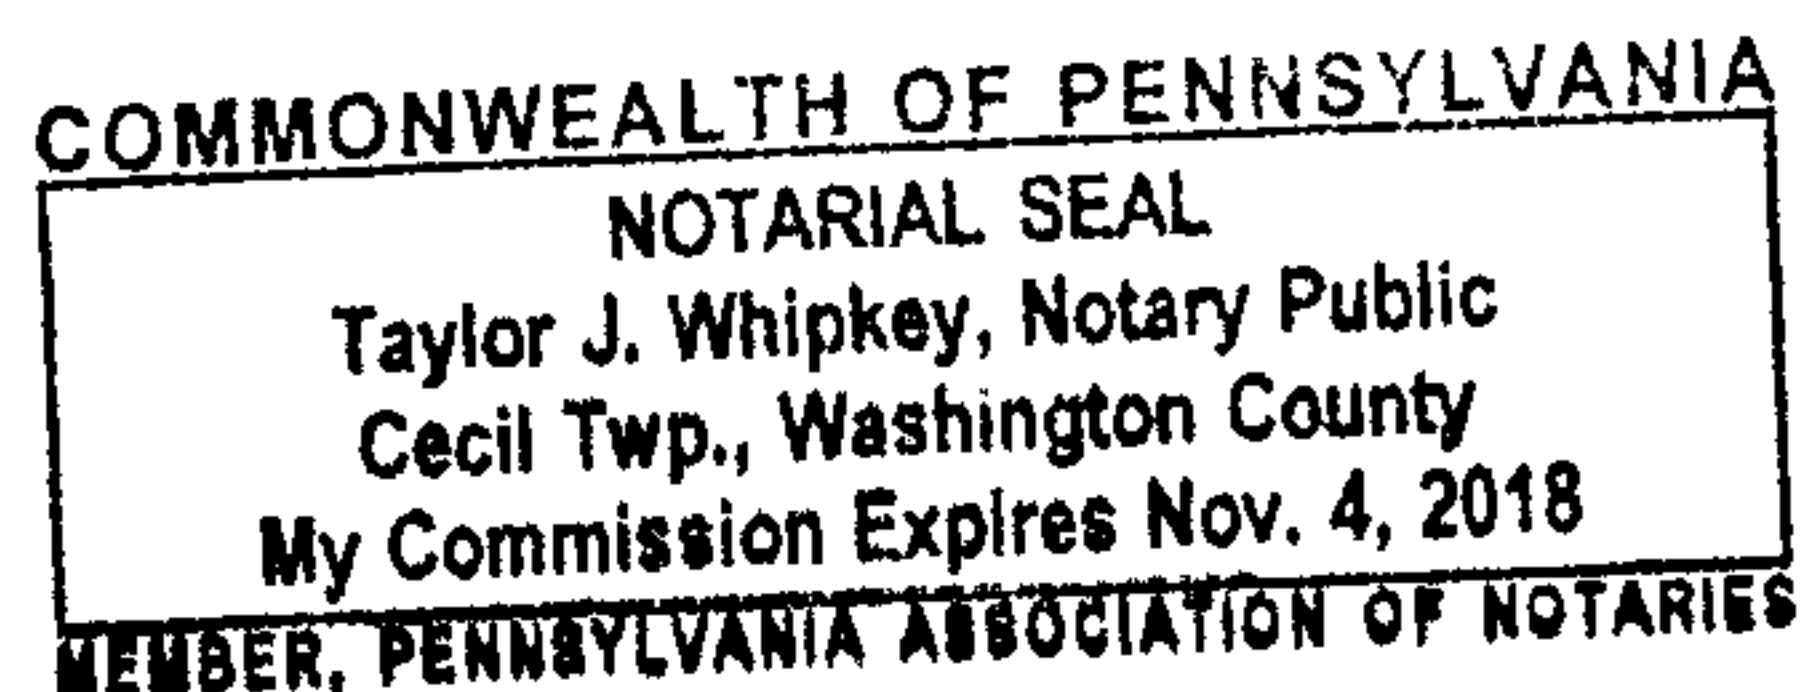 COMMONWEALTH OF PENNSYLVANIA
NOTARIAL SEAL
Taylor J. Whipkey, Notary Public
Cecil Twp., Washington County
My Commission Expires Nov. 4, 2018
MEMBER, PENNSYLVANIA ASSOCIATION OF NOTARIES